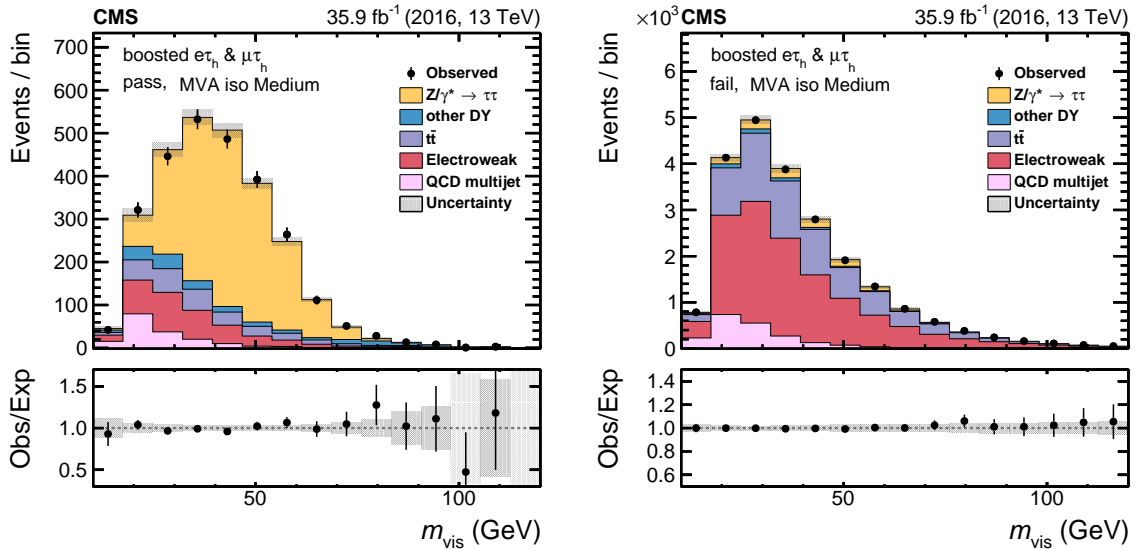 CMS 35.9 fb⁻¹ (2016, 13 TeV)
Events / bin
700
600
500
400
300
200
100
0
boosted eτₕ & μτₕ
pass, MVA iso Medium
Observed
Z/γ* → ττ
other DY
tt̄
Electroweak
QCD multijet
Uncertainty
Obs/Exp
1.5
1.0
0.5
50 100
m_vis (GeV)
×10³ CMS 35.9 fb⁻¹ (2016, 13 TeV)
Events / bin
6
5
4
3
2
1
0
boosted eτₕ & μτₕ
fail, MVA iso Medium
Observed
Z/γ* → ττ
other DY
tt̄
Electroweak
QCD multijet
Uncertainty
Obs/Exp
1.4
1.2
1.0
0.8
0.6
50 100
m_vis (GeV)